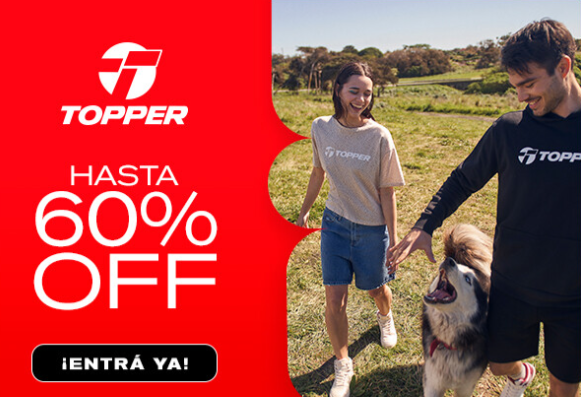 TOPPER
HASTA
60%
OFF
¡ENTRÁ YA!
TOPPER
TOPPER